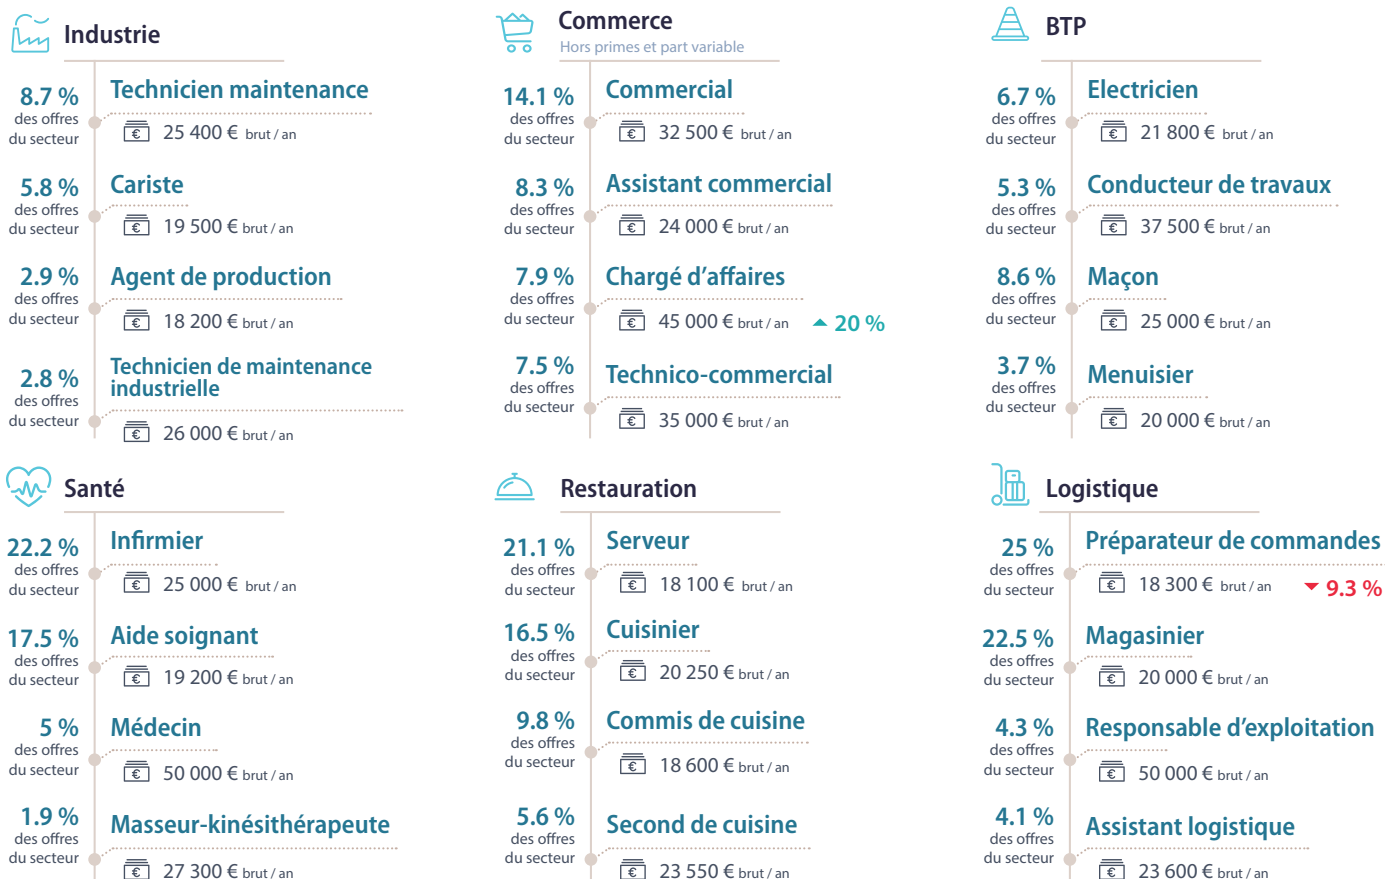 Industrie
8.7 %
des offres
du secteur
Technicien maintenance
25 400 € brut / an
5.8 %
des offres
du secteur
Cariste
19 500 € brut / an
2.9 %
des offres
du secteur
Agent de production
18 200 € brut / an
2.8 %
des offres
du secteur
Technicien de maintenance
industrielle
26 000 € brut / an
Commerce
Hors primes et part variable
14.1 %
des offres
du secteur
Commercial
32 500 € brut / an
8.3 %
des offres
du secteur
Assistant commercial
24 000 € brut / an
7.9 %
des offres
du secteur
Chargé d’affaires
45 000 € brut / an 20 %
7.5 %
des offres
du secteur
Technico-commercial
35 000 € brut / an
BTP
6.7 %
des offres
du secteur
Electricien
21 800 € brut / an
5.3 %
des offres
du secteur
Conducteur de travaux
37 500 € brut / an
8.6 %
des offres
du secteur
Maçon
25 000 € brut / an
3.7 %
des offres
du secteur
Menuisier
20 000 € brut / an
Santé
22.2 %
des offres
du secteur
Infirmier
25 000 € brut / an
17.5 %
des offres
du secteur
Aide soignant
19 200 € brut / an
5 %
des offres
du secteur
Médecin
50 000 € brut / an
1.9 %
des offres
du secteur
Masseur-kinésithérapeute
27 300 € brut / an
Restauration
21.1 %
des offres
du secteur
Serveur
18 100 € brut / an
16.5 %
des offres
du secteur
Cuisinier
20 250 € brut / an
9.8 %
des offres
du secteur
Commis de cuisine
18 600 € brut / an
5.6 %
des offres
du secteur
Second de cuisine
23 550 € brut / an
Logistique
25 %
des offres
du secteur
Préparateur de commandes
18 300 € brut / an 9.3 %
22.5 %
des offres
du secteur
Magasinier
20 000 € brut / an
4.3 %
des offres
du secteur
Responsable d’exploitation
50 000 € brut / an
4.1 %
des offres
du secteur
Assistant logistique
23 600 € brut / an